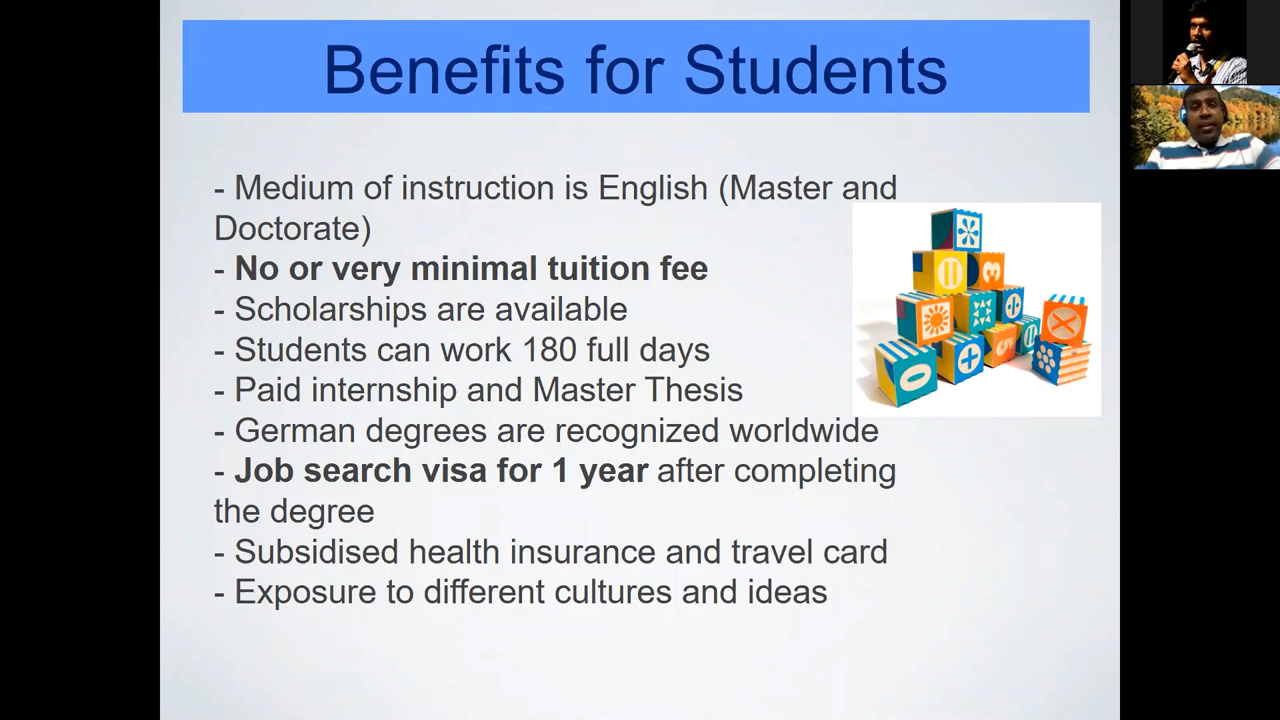 Benefits for Students
- Medium of instruction is English (Master and
Doctorate)
- No or very minimal tuition fee
- Scholarships are available
- Students can work 180 full days
- Paid internship and Master Thesis
- German degrees are recognized worldwide
- Job search visa for 1 year after completing
the degree
- Subsidised health insurance and travel card
- Exposure to different cultures and ideas